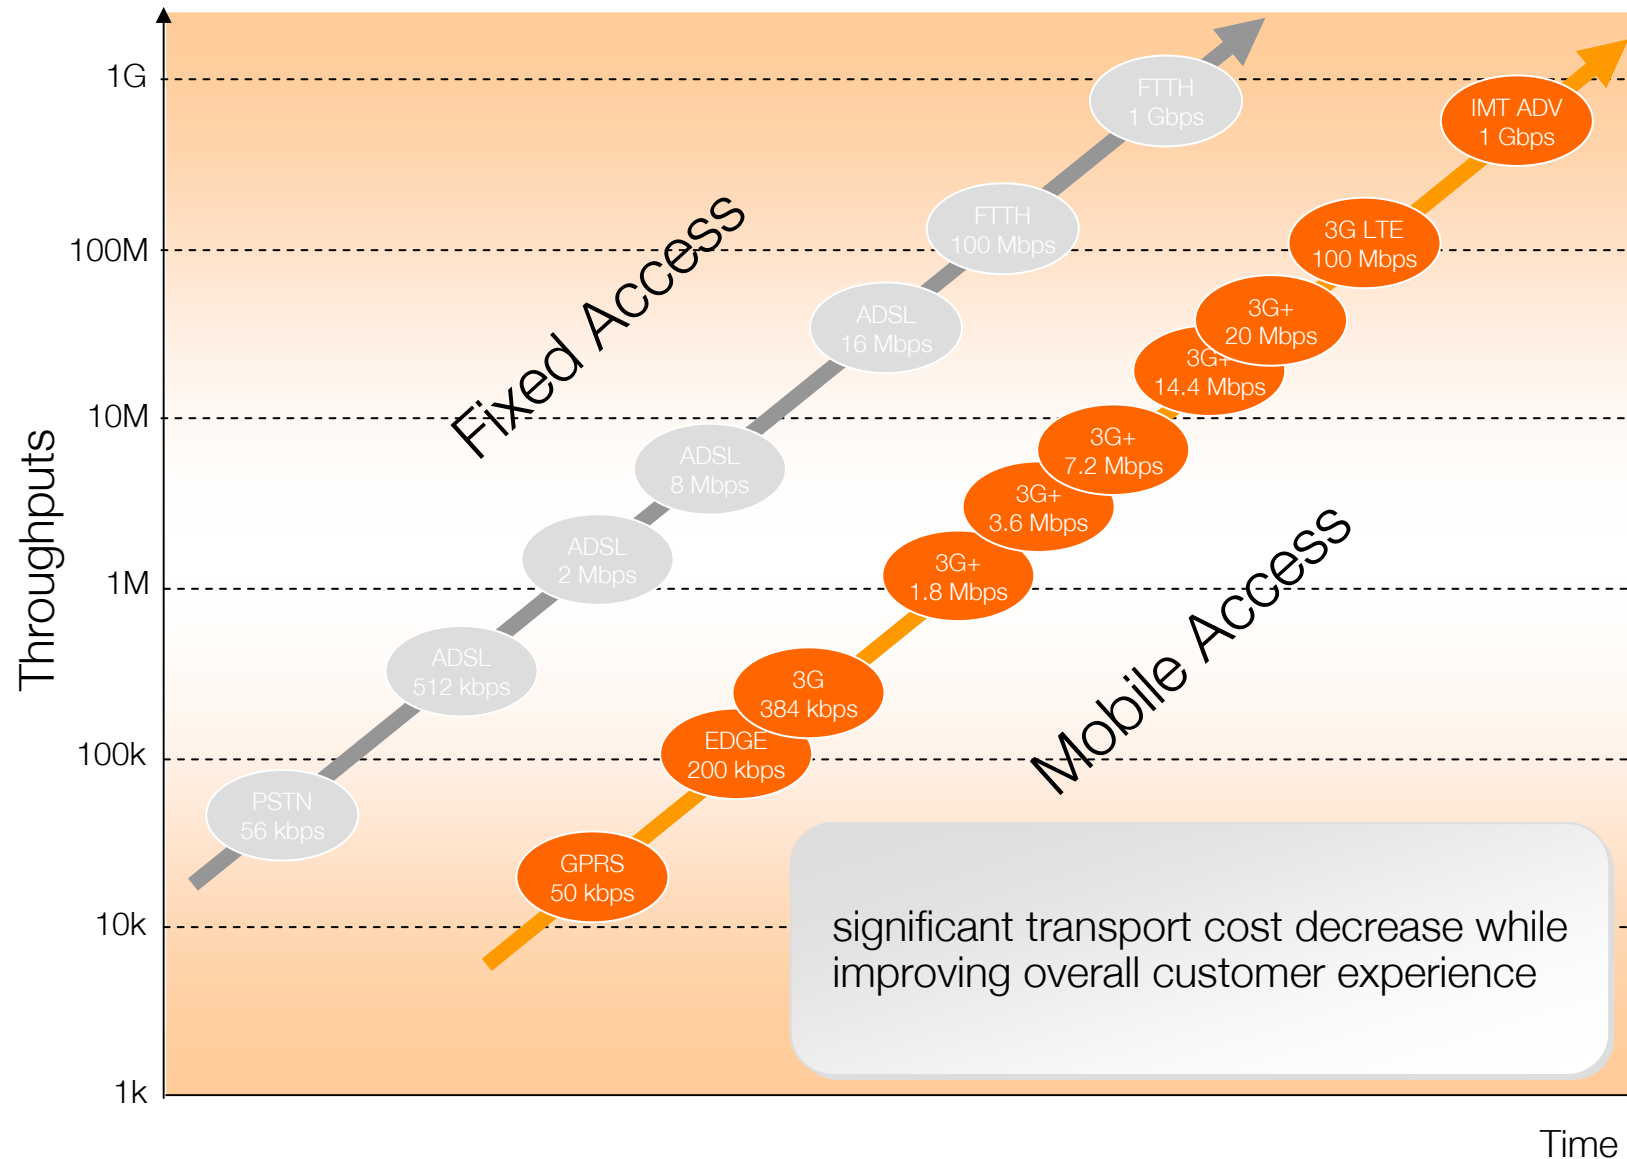 Throughputs
1G
100M
10M
1M
100k
10k
1k
Time
Fixed Access
FTTH
1 Gbps
FTTH
100 Mbps
ADSL
16 Mbps
ADSL
8 Mbps
ADSL
2 Mbps
ADSL
512 kbps
PSTN
56 kbps
Mobile Access
IMT ADV
1 Gbps
3G LTE
100 Mbps
3G+
20 Mbps
3G+
14.4 Mbps
3G+
7.2 Mbps
3G+
3.6 Mbps
3G+
1.8 Mbps
3G
384 kbps
EDGE
200 kbps
GPRS
50 kbps
significant transport cost decrease while
improving overall customer experience